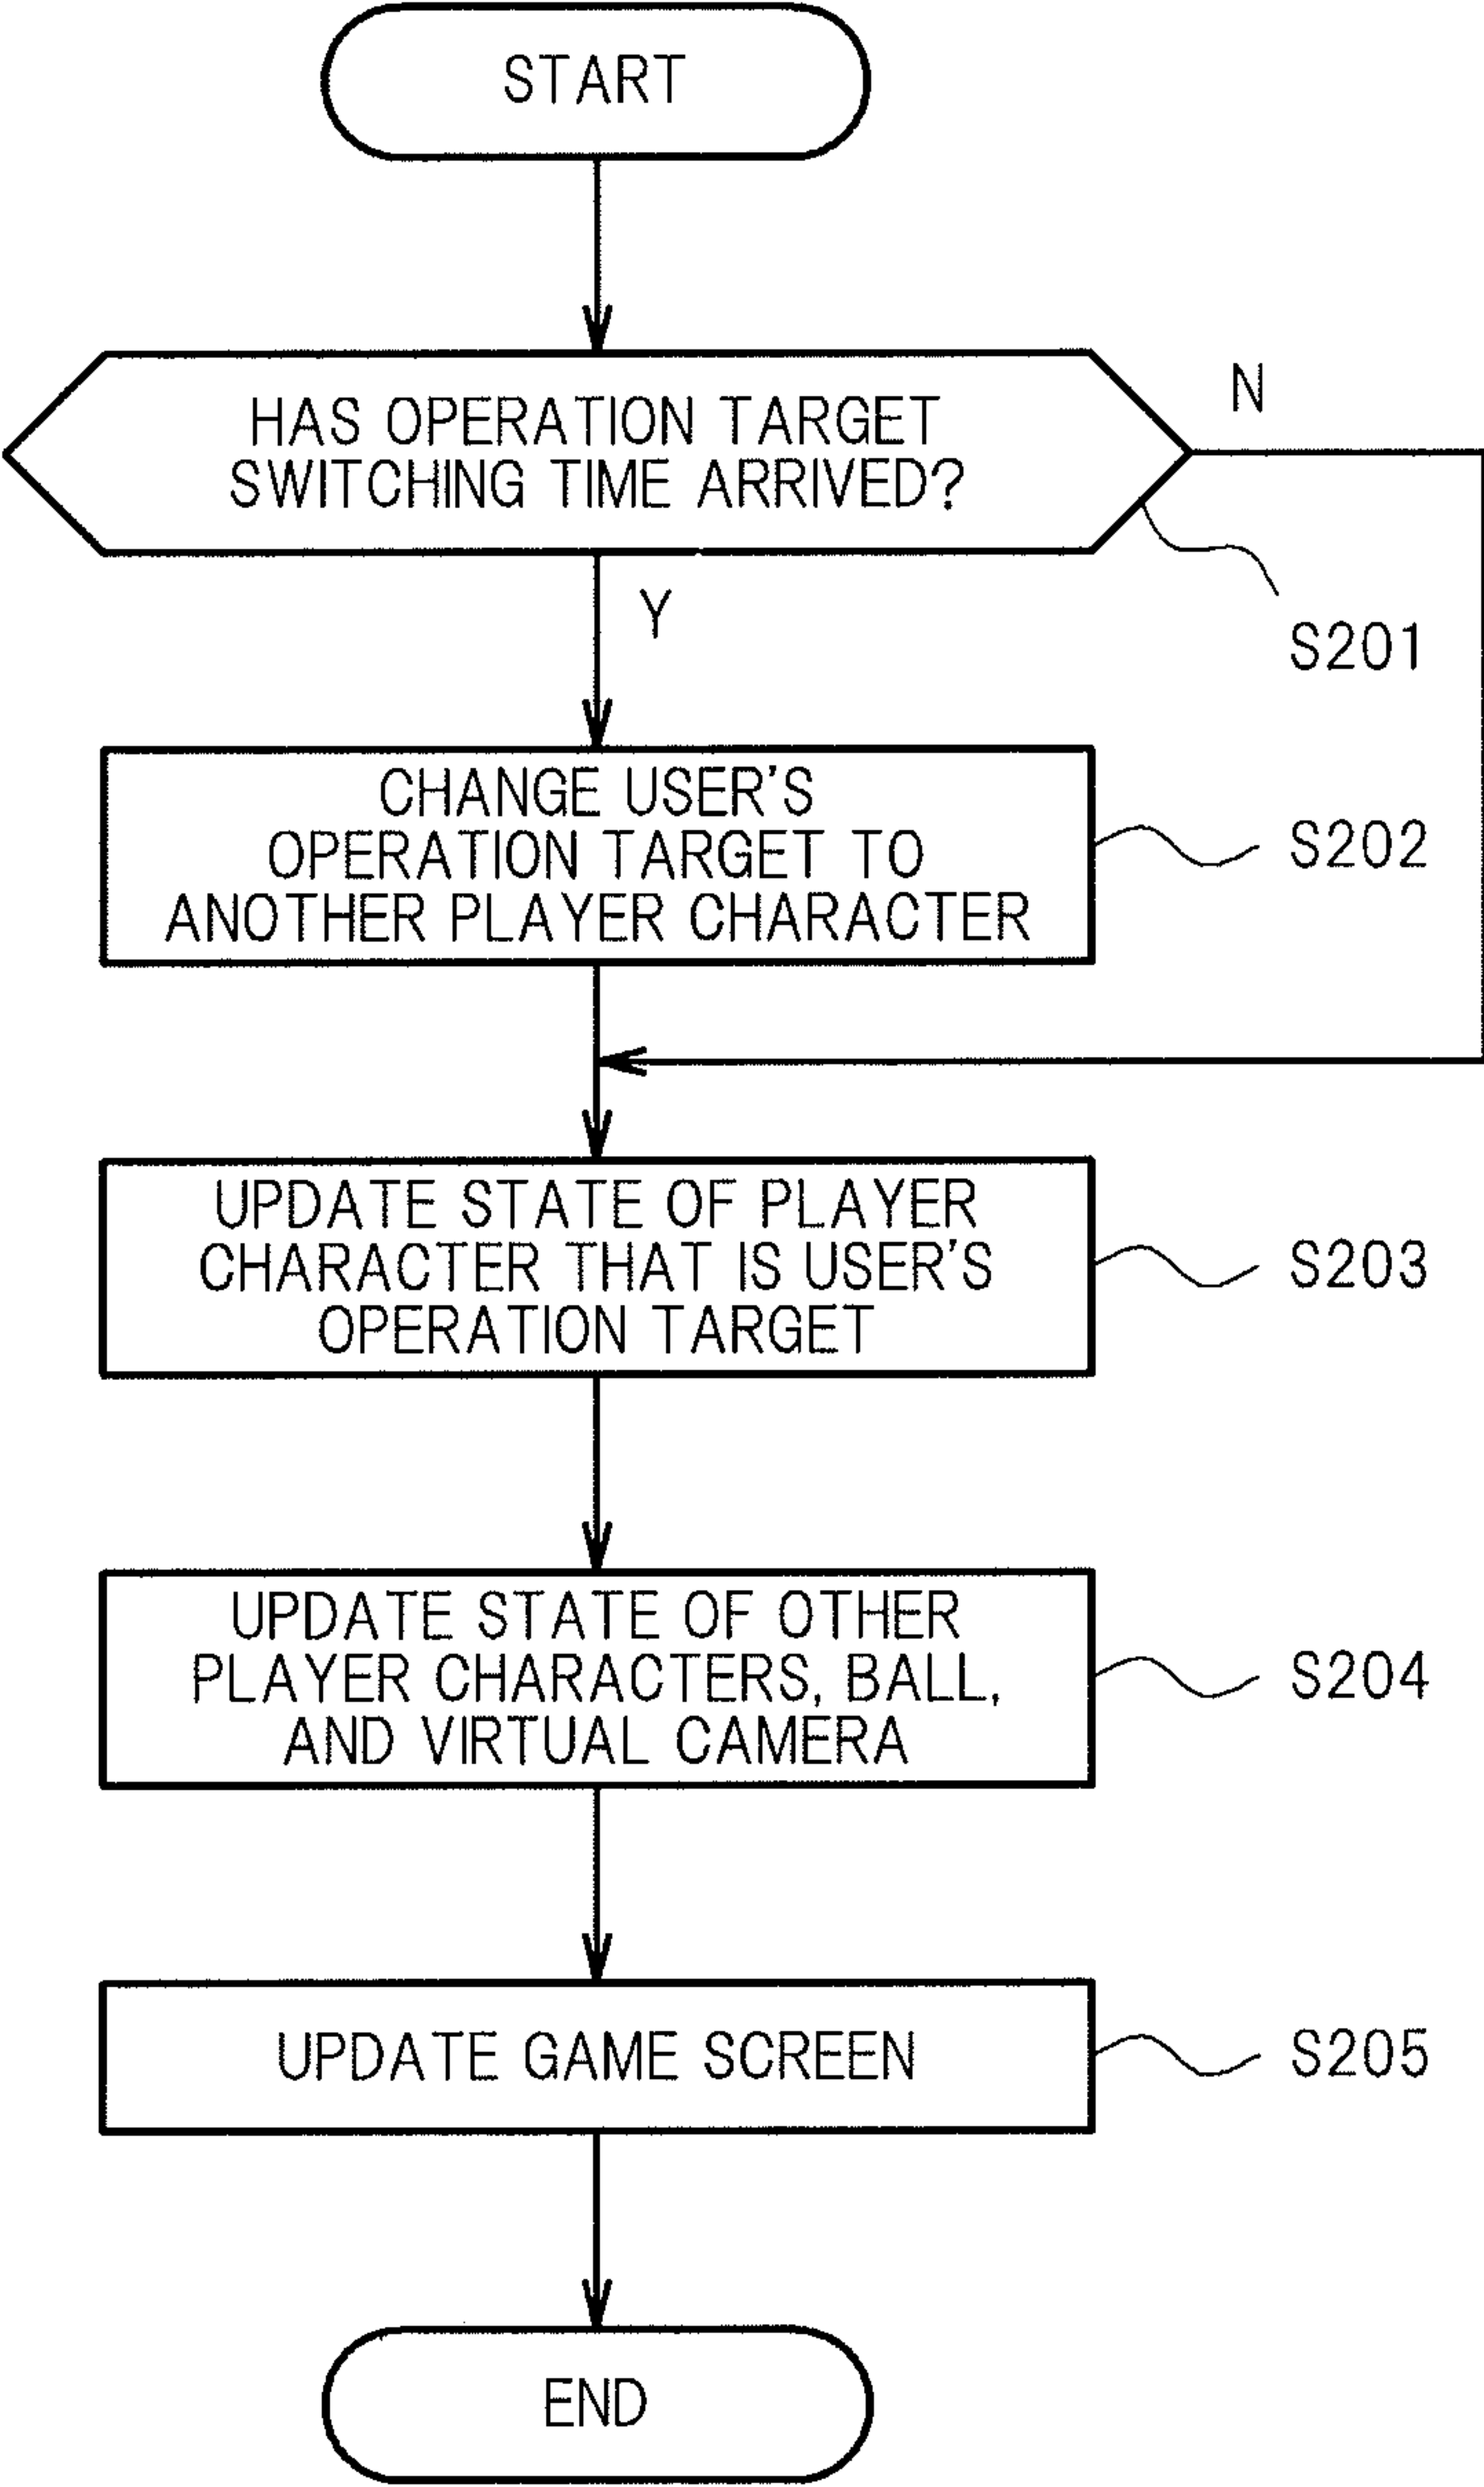 START
HAS OPERATION TARGET
SWITCHING TIME ARRIVED?
N
S201
Y
CHANGE USER'S
OPERATION TARGET TO
ANOTHER PLAYER CHARACTER
S202
UPDATE STATE OF PLAYER
CHARACTER THAT IS USER'S
OPERATION TARGET
S203
UPDATE STATE OF OTHER
PLAYER CHARACTERS, BALL,
AND VIRTUAL CAMERA
S204
UPDATE GAME SCREEN
S205
END